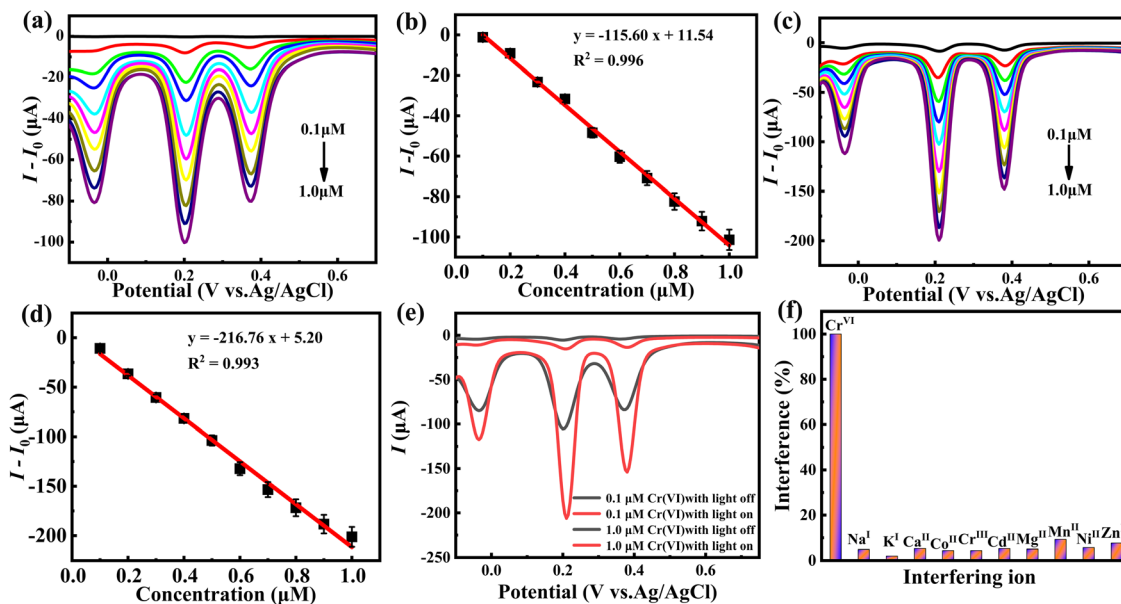 (a)
0
-20
-40
-60
-80
-100
I - I₀ (μA)
0.1μM
1.0μM
0.0 0.2 0.4 0.6
Potential (V vs.Ag/AgCl)
(b)
0
-20
-40
-60
-80
-100
I -I₀ (μA)
y = -115.60 x + 11.54
R² = 0.996
0.0 0.2 0.4 0.6 0.8 1.0
Concentration (μM)
(c)
0
-50
-100
-150
-200
I - I₀ (μA)
0.1μM
1.0μM
0.0 0.2 0.4 0.6
Potential (V vs.Ag/AgCl)
(d)
0
-50
-100
-150
-200
I - I₀ (μA)
y = -216.76 x + 5.20
R² = 0.993
0.0 0.2 0.4 0.6 0.8 1.0
Concentration (μM)
(e)
0
-50
-100
-150
-200
-250
I (μA)
0.1 μM Cr(VI)with light off
0.1 μM Cr(VI)with light on
1.0 μM Cr(VI)with light off
1.0 μM Cr(VI)with light on
0.0 0.2 0.4 0.6
Potential (V vs.Ag/AgCl)
(f)
100
80
60
40
20
0
Interference (%)
Crⱽᴵ
Naᴵ Kᴵ Caᴵᴵ Coᴵᴵ Crᴵᴵᴵ Cdᴵᴵ Mgᴵᴵ Mnᴵᴵ Niᴵᴵ Zn
Interfering ion